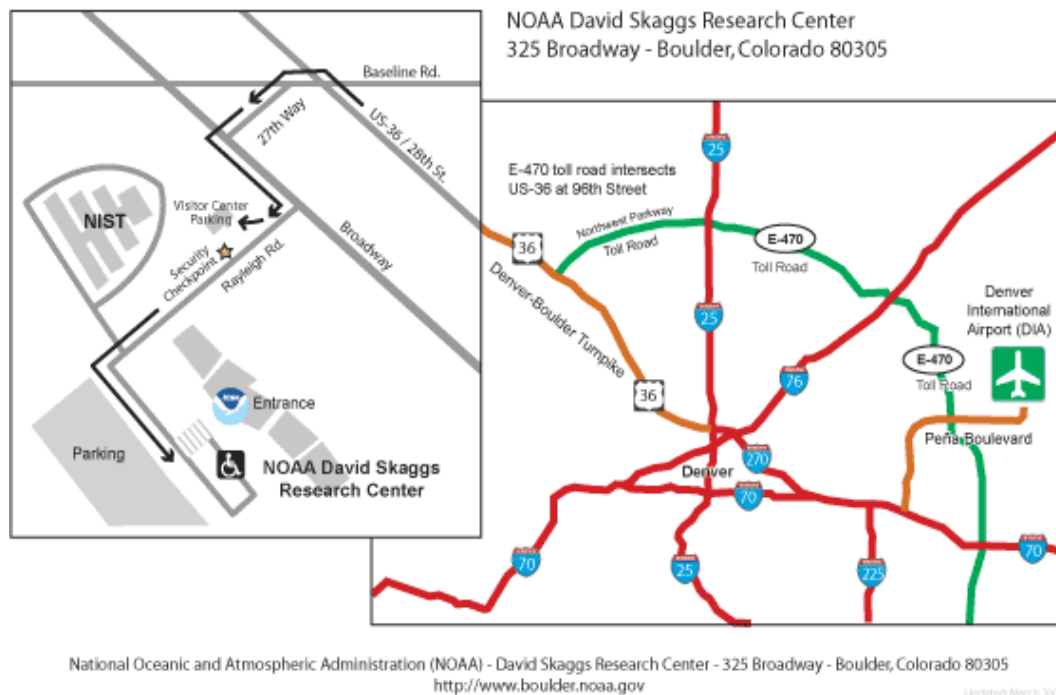 NOAA David Skaggs Research Center
325 Broadway - Boulder, Colorado 80305
Baseline Rd.
27th Way
US-36 / 28th St.
NIST
Visitor Center
Parking
Broadway
Security
Checkpoint
Rayleigh Rd.
Entrance
Parking
NOAA David Skaggs
Research Center
E-470 toll road intersects
US-36 at 96th Street
25
Northwest Parkway
Toll Road
E-470
Toll Road
36
Denver-Boulder Turnpike
25
Denver
International
Airport (DIA)
E-470
Toll Road
76
36
Peña Boulevard
270
Denver
70
70
25
225
70
National Oceanic and Atmospheric Administration (NOAA) - David Skaggs Research Center - 325 Broadway - Boulder, Colorado 80305
http://www.boulder.noaa.gov
Updated March